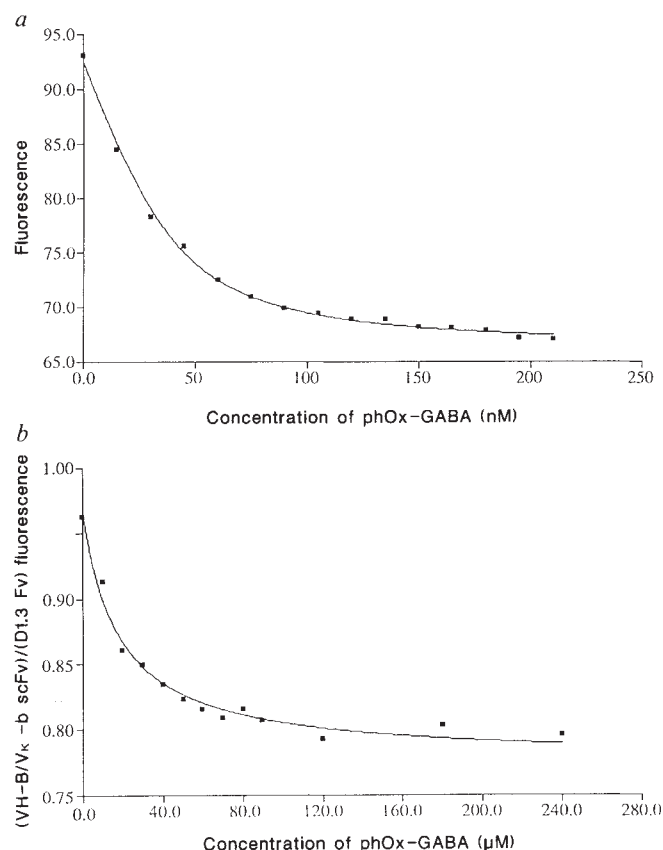 a
95.0
90.0
85.0
80.0
75.0
70.0
65.0
Fluorescence
0.0 50 100 150 200 250
Concentration of phOx-GABA (nM)
b
1.00
0.90
0.85
0.80
0.75
(VH-B/Vκ -b scFv)/(D1.3 Fv) fluorescence
0.0 40.0 80.0 120.0 160.0 200.0 240.0
Concentration of phOx-GABA (μM)